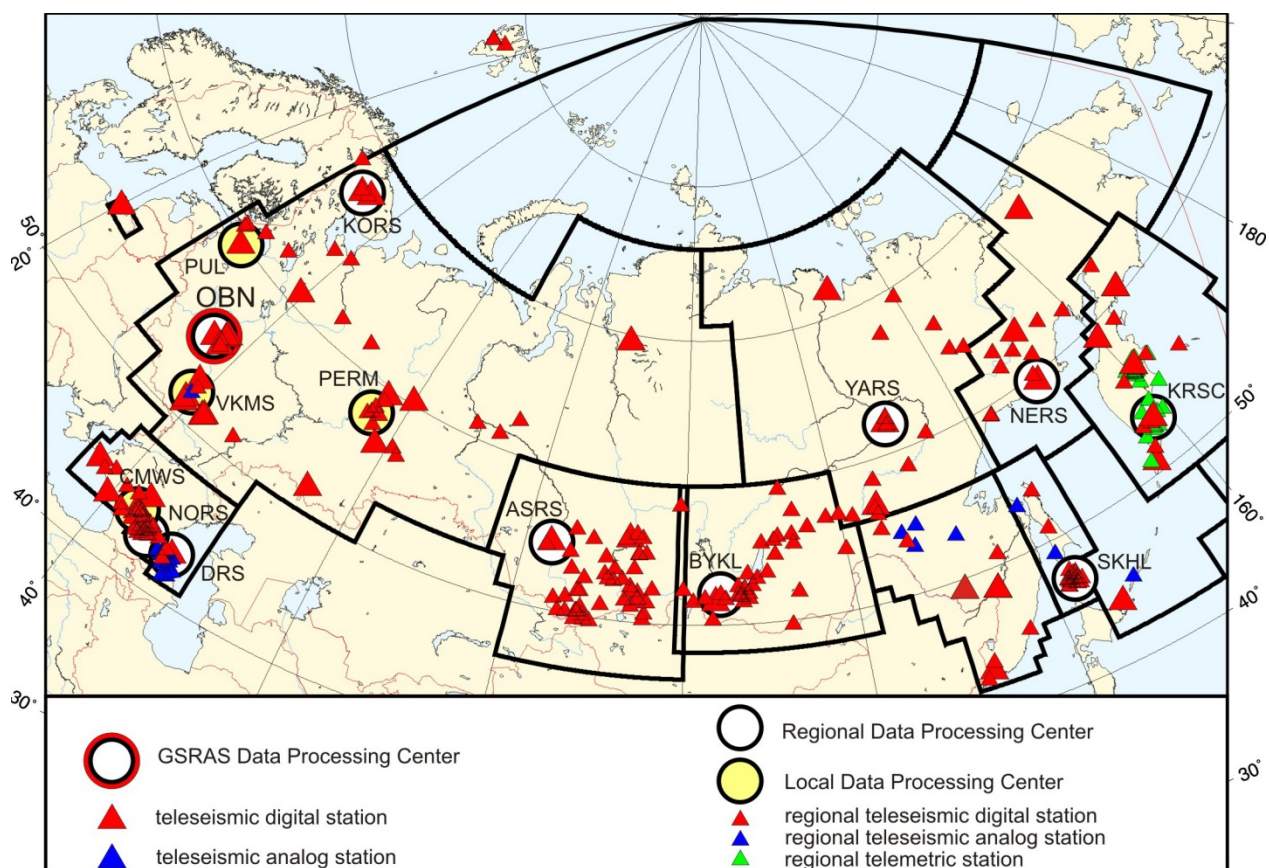 50°
20°
180
KORS
PUL
OBN
PERM
VKMS
YARS
NERS
KRSC
50°
40°
CMWS
NORS
DRS
ASRS
BYKL
SKHL
160°
40°
40°
30°
30°
GSRAS Data Processing Center
teleseismic digital station
teleseismic analog station
Regional Data Processing Center
Local Data Processing Center
regional teleseismic digital station
regional teleseismic analog station
regional telemetric station